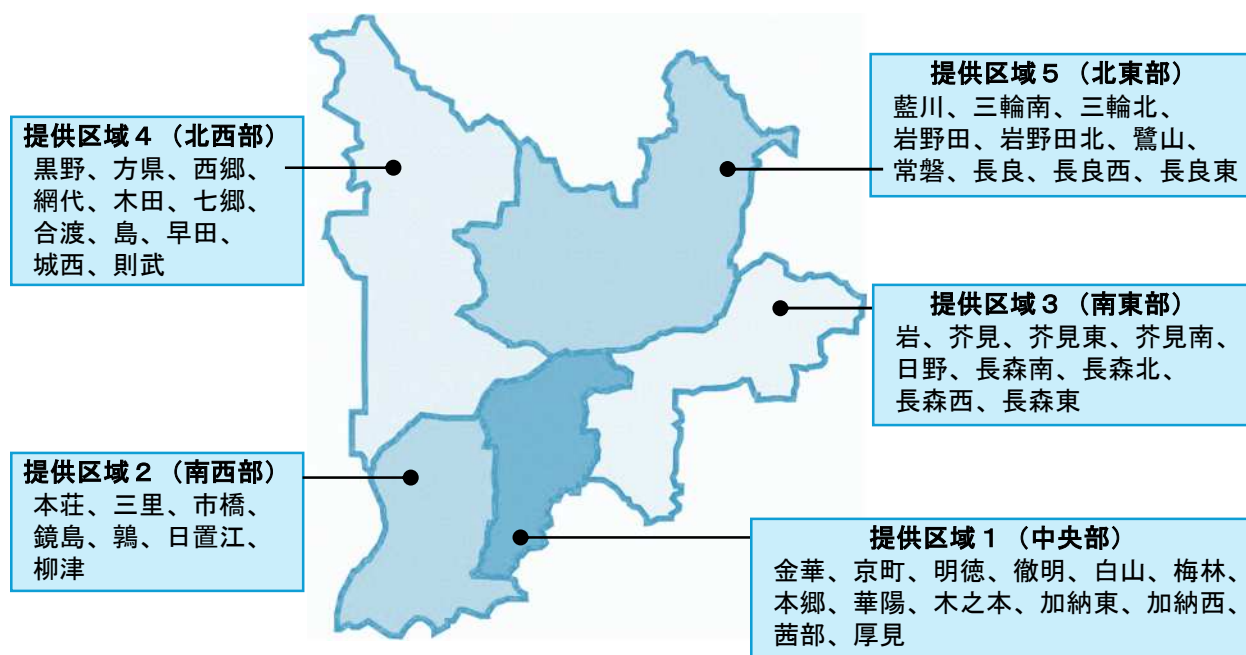 提供区域５（北東部）
藍川、三輪南、三輪北、
岩野田、岩野田北、鷺山、
常磐、長良、長良西、長良東
提供区域４（北西部）
黒野、方県、西郷、
網代、木田、七郷、
合渡、島、早田、
城西、則武
提供区域３（南東部）
岩、芥見、芥見東、芥見南、
日野、長森南、長森北、
長森西、長森東
提供区域２（南西部）
本荘、三里、市橋、
鏡島、鶉、日置江、
柳津
提供区域１（中央部）
金華、京町、明徳、徹明、白山、梅林、
本郷、華陽、木之本、加納東、加納西、
茜部、厚見